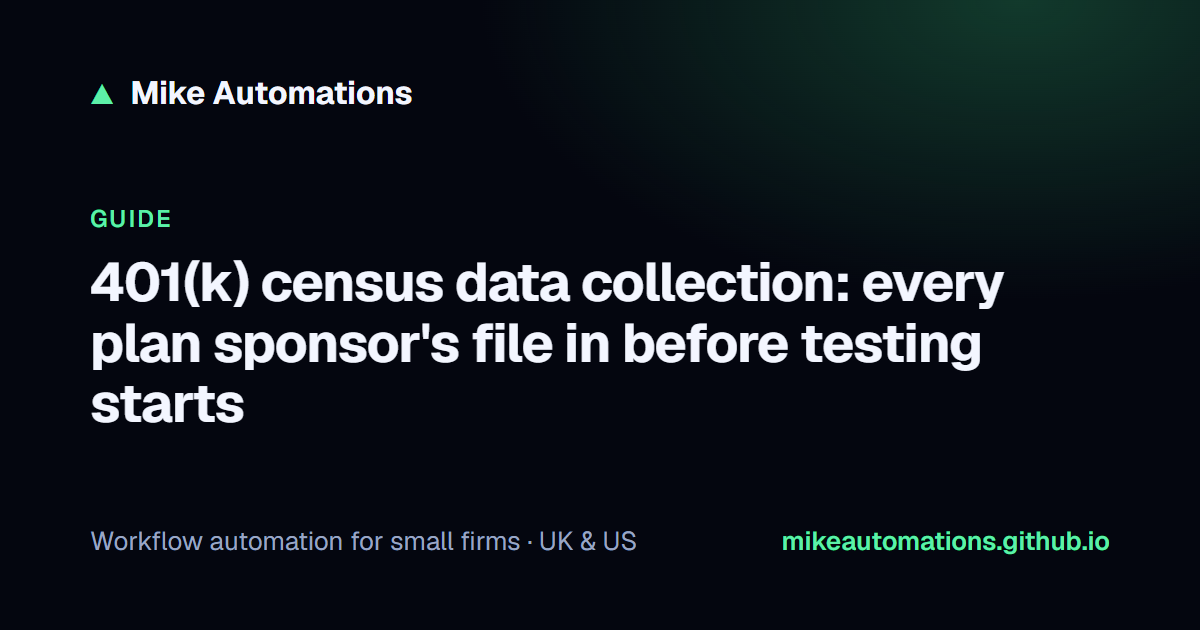 Mike Automations
GUIDE
401(k) census data collection: every
plan sponsor's file in before testing
starts
Workflow automation for small firms · UK & US
mikeautomations.github.io